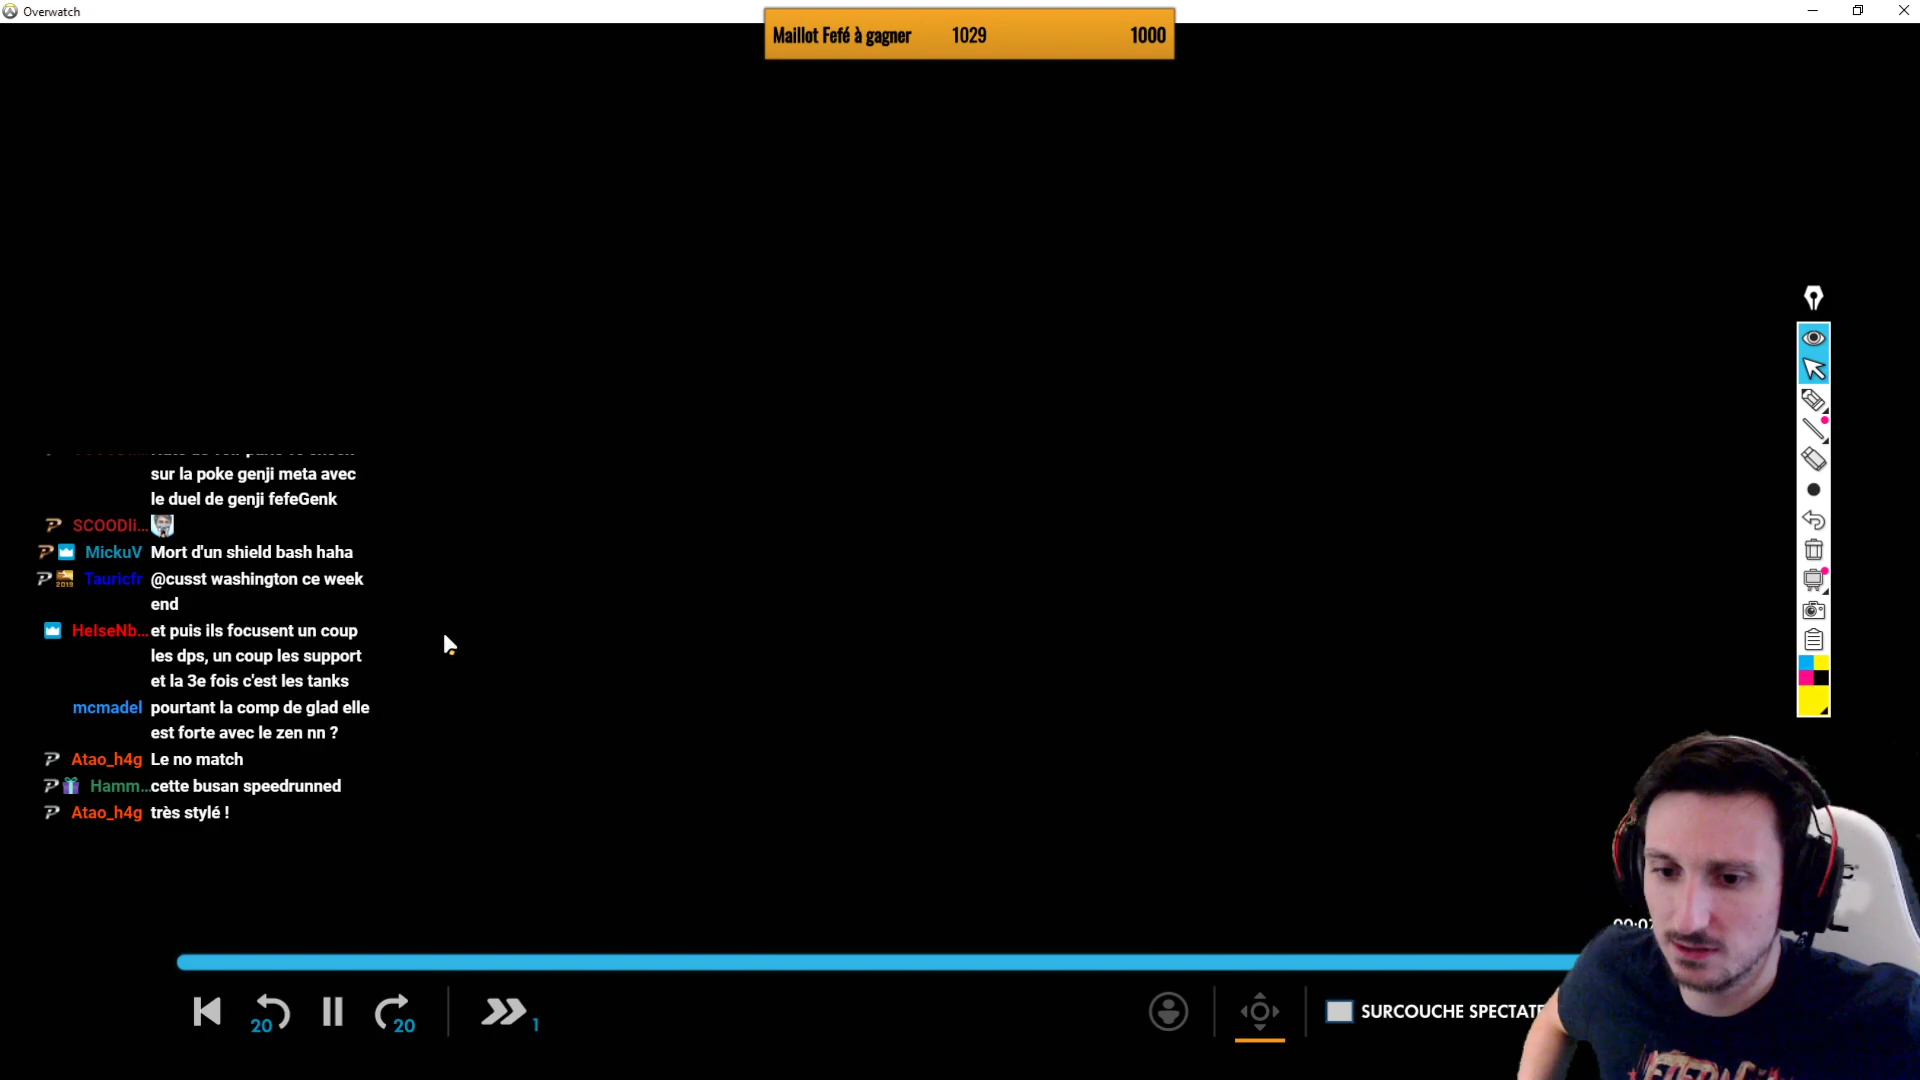 Overwatch
Maillot Fefé à gagner 1029 1000
sur la poke genji meta avec
le duel de genji fefeGenk
SCOODli...
MickuV Mort d'un shield bash haha
2019 Tauricfr @cusst washington ce week
end
HelseNb... et puis ils focusent un coup
les dps, un coup les support
et la 3e fois c'est les tanks
mcmadel pourtant la comp de glad elle
est forte avec le zen nn ?
Atao_h4g Le no match
Hamm... cette busan speedrunned
Atao_h4g très stylé !
20 20 1 SURCOUCHE